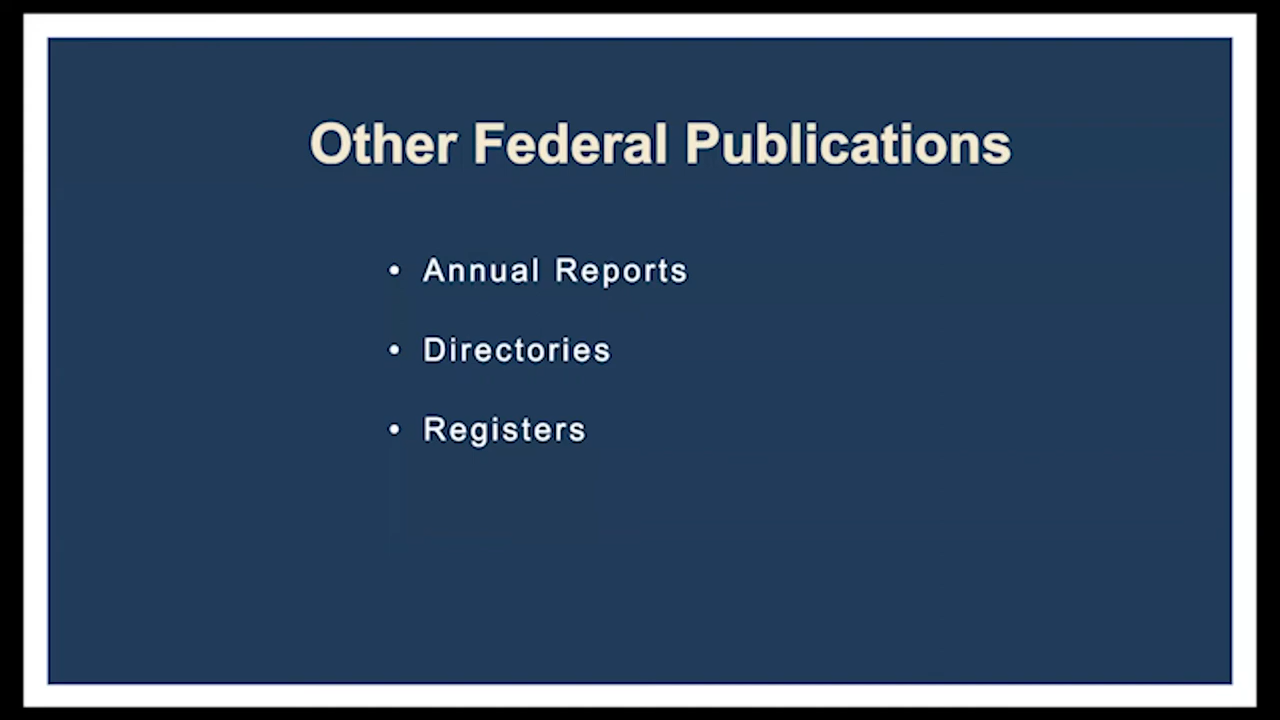 Other Federal Publications
• Annual Reports
• Directories
• Registers